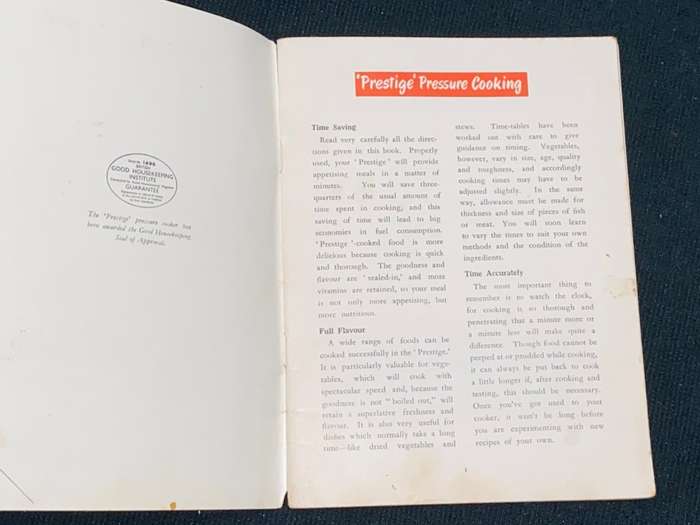 Serial No. 1696
BRITISH
GOOD HOUSEKEEPING
INSTITUTE
GUARANTEE
The 'Prestige' pressure cooker has
been awarded the Good Housekeeping
Seal of Approval.
'Prestige' Pressure Cooking
Time Saving
Read very carefully all the direc-
tions given in this book. Properly
used, your 'Prestige' will provide
appetising meals in a matter of
minutes. You will save three-
quarters of the usual amount of
time spent in cooking, and this
saving of time will lead to big
economies in fuel consumption.
'Prestige'-cooked food is more
delicious because cooking is quick
and thorough. The goodness and
flavour are 'sealed-in,' and more
vitamins are retained, so your meal
is not only more appetising, but
more nutritious.
Full Flavour
A wide range of foods can be
cooked successfully in the 'Prestige.'
It is particularly valuable for vege-
tables, which will cook with
spectacular speed and, because the
goodness is not "boiled out," will
retain a superlative freshness and
flavour. It is also very useful for
dishes which normally take a long
time—like dried vegetables and
stews. Time-tables have been
worked out with care to give
guidance on timing. Vegetables,
however, vary in size, age, quality
and toughness, and accordingly
cooking times may have to be
adjusted slightly. In the same
way, allowance must be made for
thickness and size of pieces of fish
or meat. You will soon learn
to vary the times to suit your own
methods and the condition of the
ingredients.
Time Accurately
The most important thing to
remember is to watch the clock,
for cooking is so thorough and
penetrating that a minute more or
a minute less will make quite a
difference. Though food cannot be
peeped at or prodded while cooking,
it can always be put back to cook
a little longer if, after cooking and
testing, this should be necessary.
Once you've got used to your
cooker, it won't be long before
you are experimenting with new
recipes of your own.